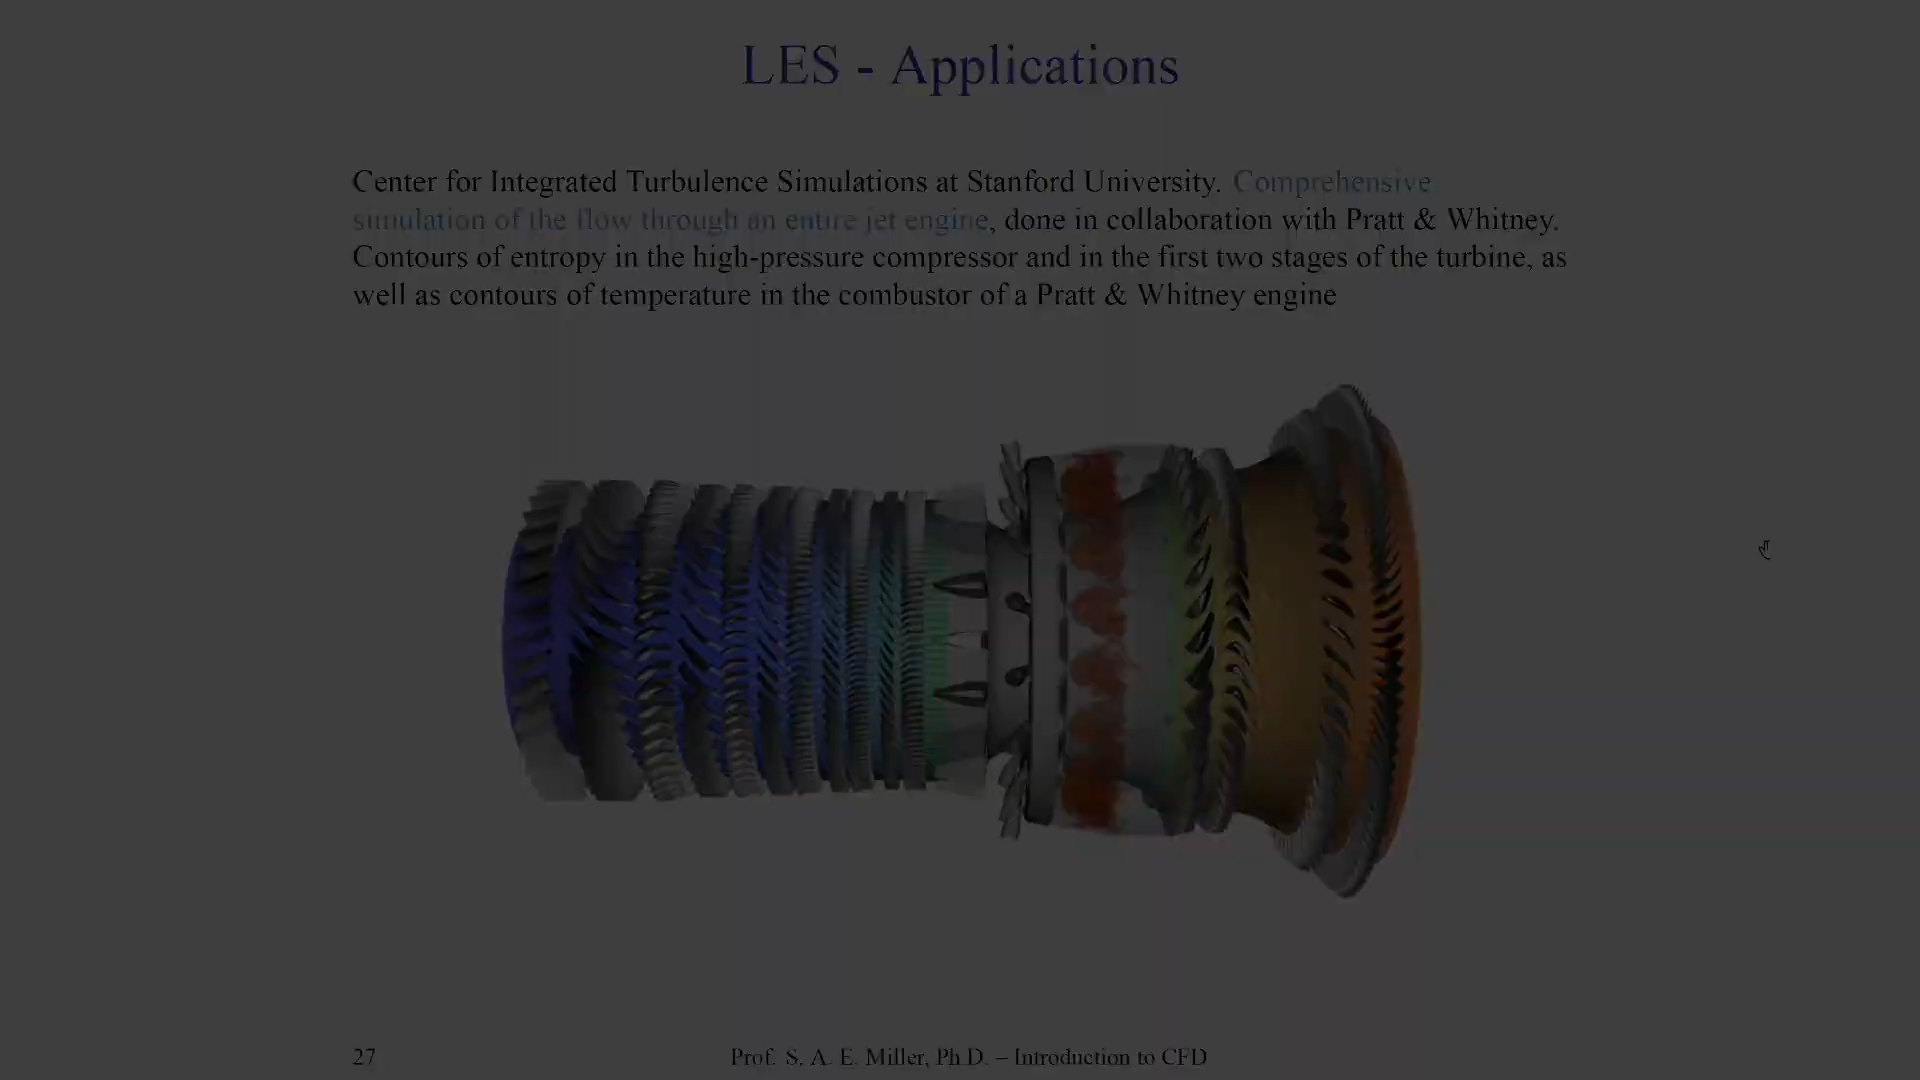 LES - Applications
Center for Integrated Turbulence Simulations at Stanford University. Comprehensive
simulation of the flow through an entire jet engine, done in collaboration with Pratt & Whitney.
Contours of entropy in the high-pressure compressor and in the first two stages of the turbine, as
well as contours of temperature in the combustor of a Pratt & Whitney engine
27
Prof. S. A. E. Miller, Ph.D. – Introduction to CFD